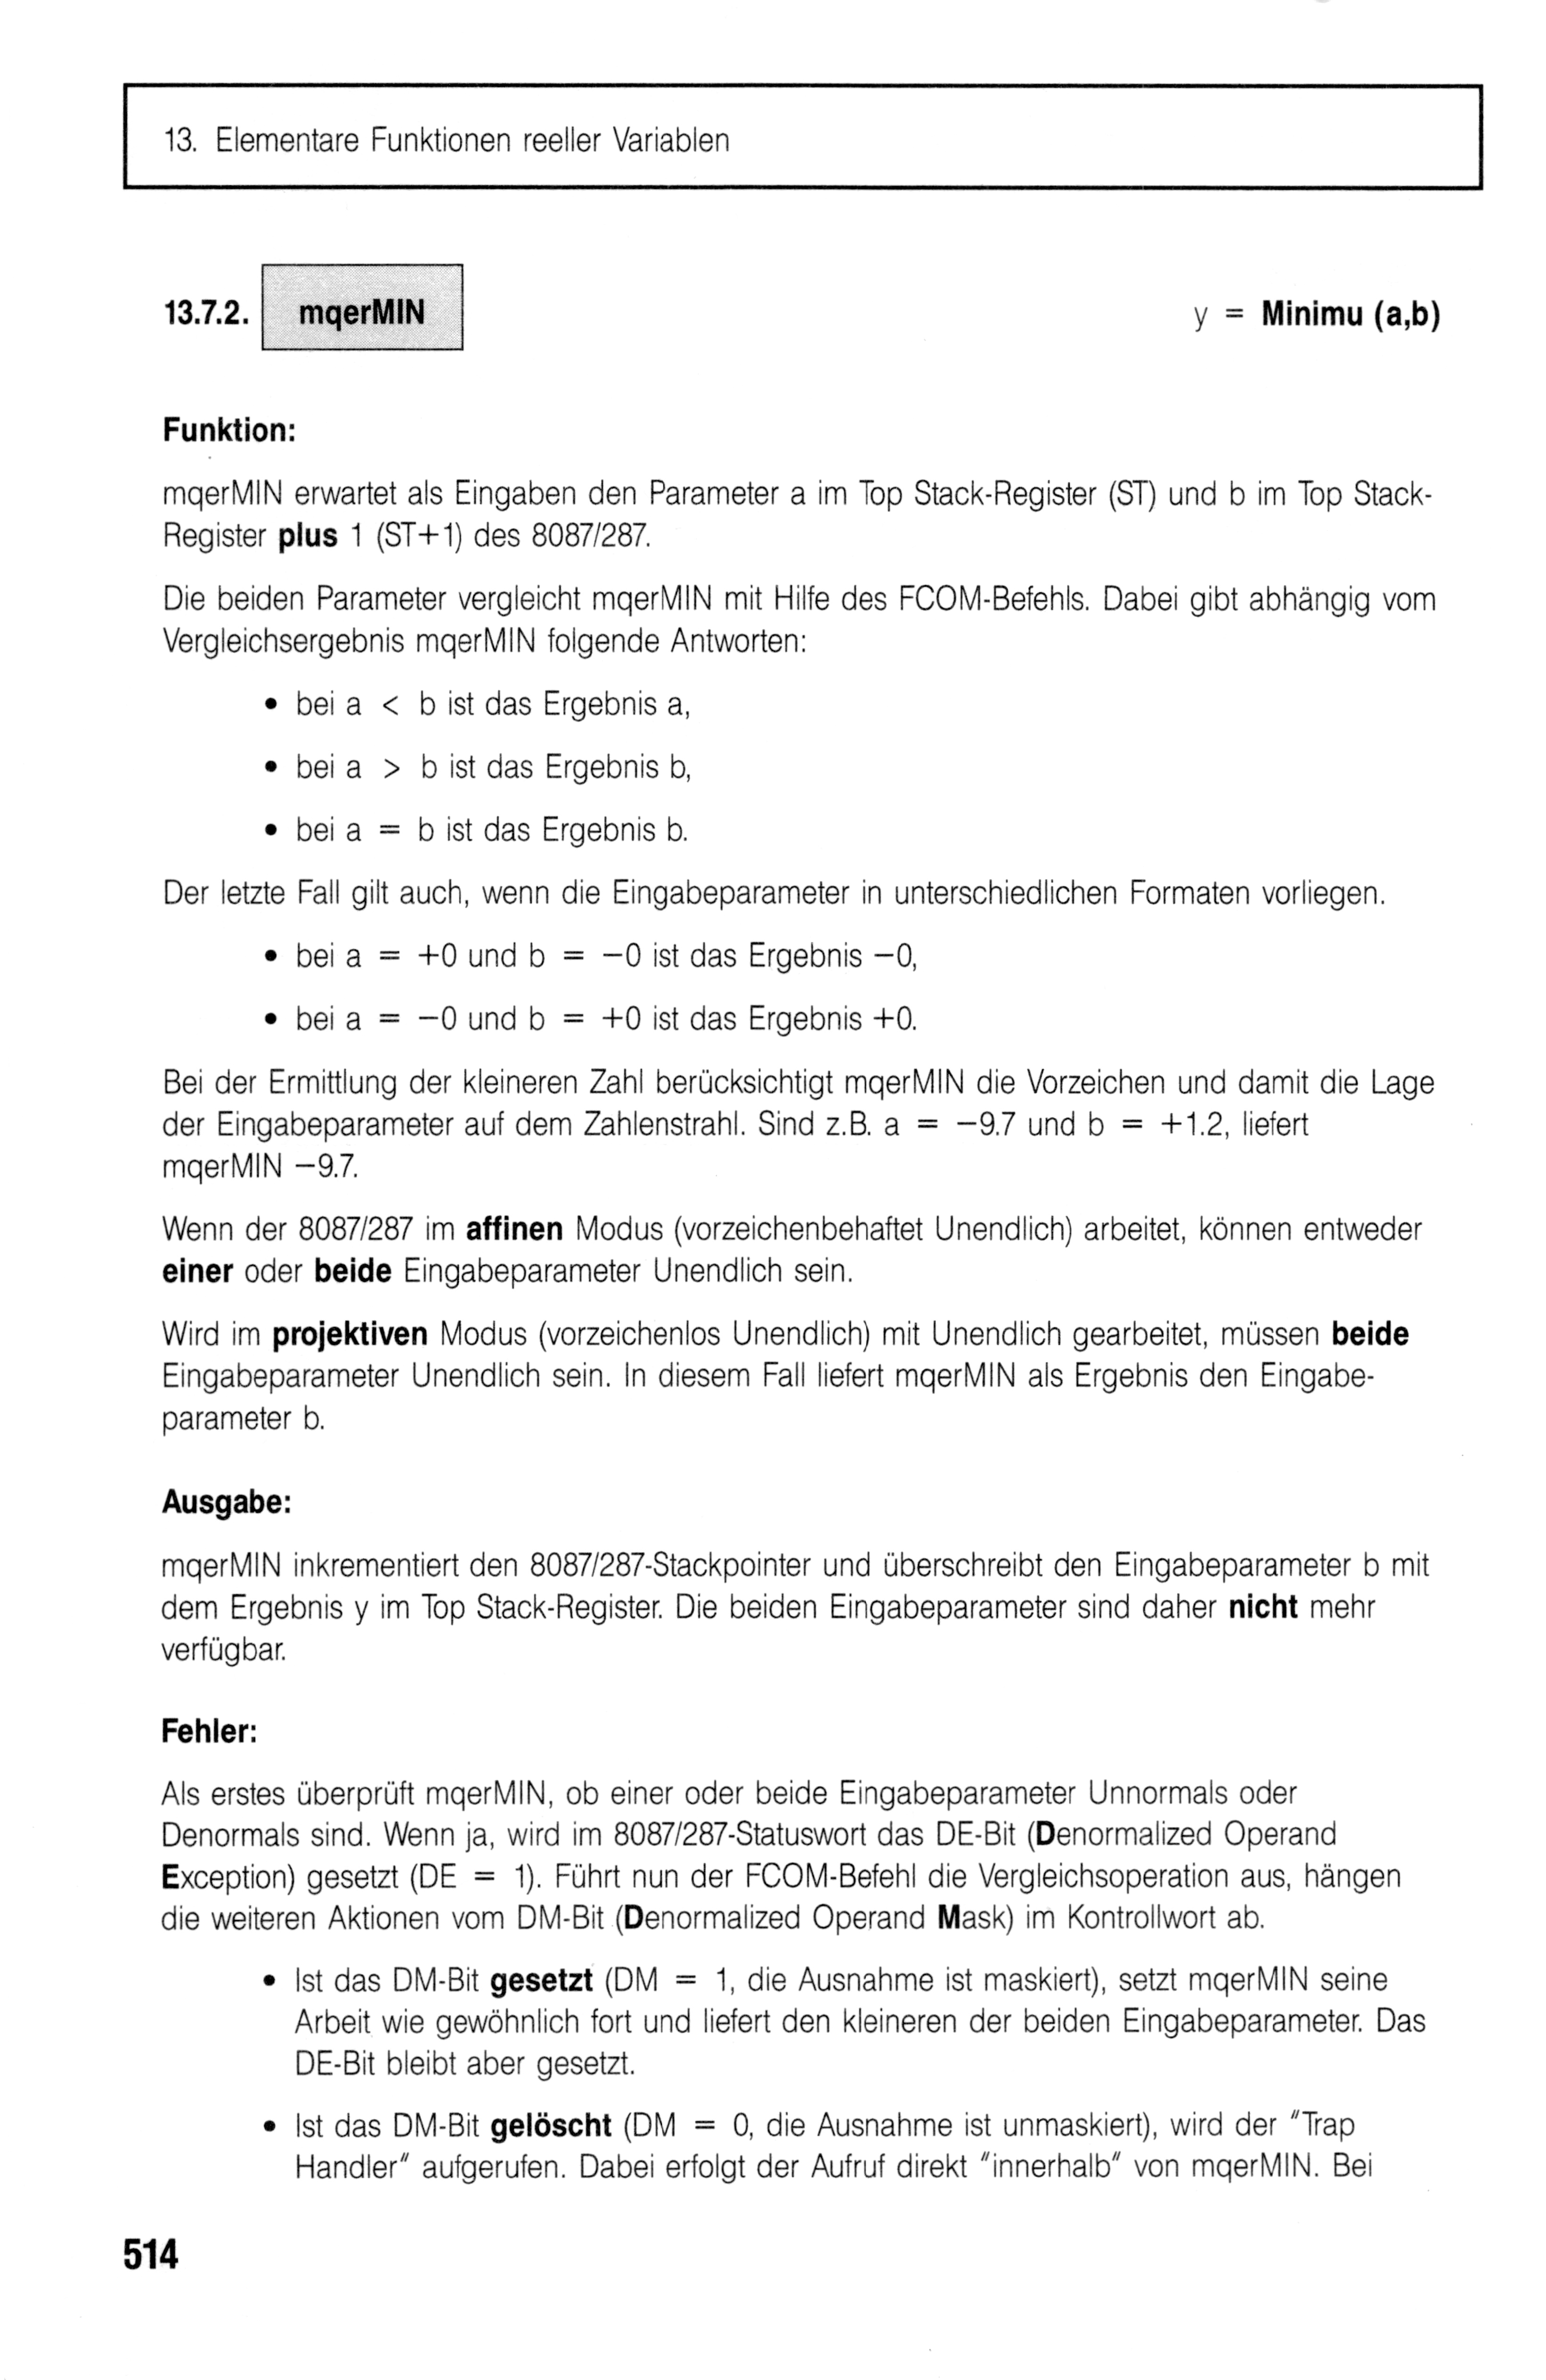 13. Elementare Funktionen reeller Variablen
13.7.2. mqerMIN y = Minimu (a,b)
Funktion:
mqerMIN erwartet als Eingaben den Parameter a im Top Stack-Register (ST) und b im Top Stack-
Register plus 1 (ST+1) des 8087/287.
Die beiden Parameter vergleicht mqerMIN mit Hilfe des FCOM-Befehls. Dabei gibt abhängig vom
Vergleichsergebnis mqerMIN folgende Antworten:
• bei a < b ist das Ergebnis a,
• bei a > b ist das Ergebnis b,
• bei a = b ist das Ergebnis b.
Der letzte Fall gilt auch, wenn die Eingabeparameter in unterschiedlichen Formaten vorliegen.
• bei a = +0 und b = −0 ist das Ergebnis −0,
• bei a = −0 und b = +0 ist das Ergebnis +0.
Bei der Ermittlung der kleineren Zahl berücksichtigt mqerMIN die Vorzeichen und damit die Lage
der Eingabeparameter auf dem Zahlenstrahl. Sind z.B. a = −9.7 und b = +1.2, liefert
mqerMIN −9.7.
Wenn der 8087/287 im affinen Modus (vorzeichenbehaftet Unendlich) arbeitet, können entweder
einer oder beide Eingabeparameter Unendlich sein.
Wird im projektiven Modus (vorzeichenlos Unendlich) mit Unendlich gearbeitet, müssen beide
Eingabeparameter Unendlich sein. In diesem Fall liefert mqerMIN als Ergebnis den Eingabe-
parameter b.
Ausgabe:
mqerMIN inkrementiert den 8087/287-Stackpointer und überschreibt den Eingabeparameter b mit
dem Ergebnis y im Top Stack-Register. Die beiden Eingabeparameter sind daher nicht mehr
verfügbar.
Fehler:
Als erstes überprüft mqerMIN, ob einer oder beide Eingabeparameter Unnormals oder
Denormals sind. Wenn ja, wird im 8087/287-Statuswort das DE-Bit (Denormalized Operand
Exception) gesetzt (DE = 1). Führt nun der FCOM-Befehl die Vergleichsoperation aus, hängen
die weiteren Aktionen vom DM-Bit (Denormalized Operand Mask) im Kontrollwort ab.
• Ist das DM-Bit gesetzt (DM = 1, die Ausnahme ist maskiert), setzt mqerMIN seine
Arbeit wie gewöhnlich fort und liefert den kleineren der beiden Eingabeparameter. Das
DE-Bit bleibt aber gesetzt.
• Ist das DM-Bit gelöscht (DM = 0, die Ausnahme ist unmaskiert), wird der "Trap
Handler" aufgerufen. Dabei erfolgt der Aufruf direkt "innerhalb" von mqerMIN. Bei
514